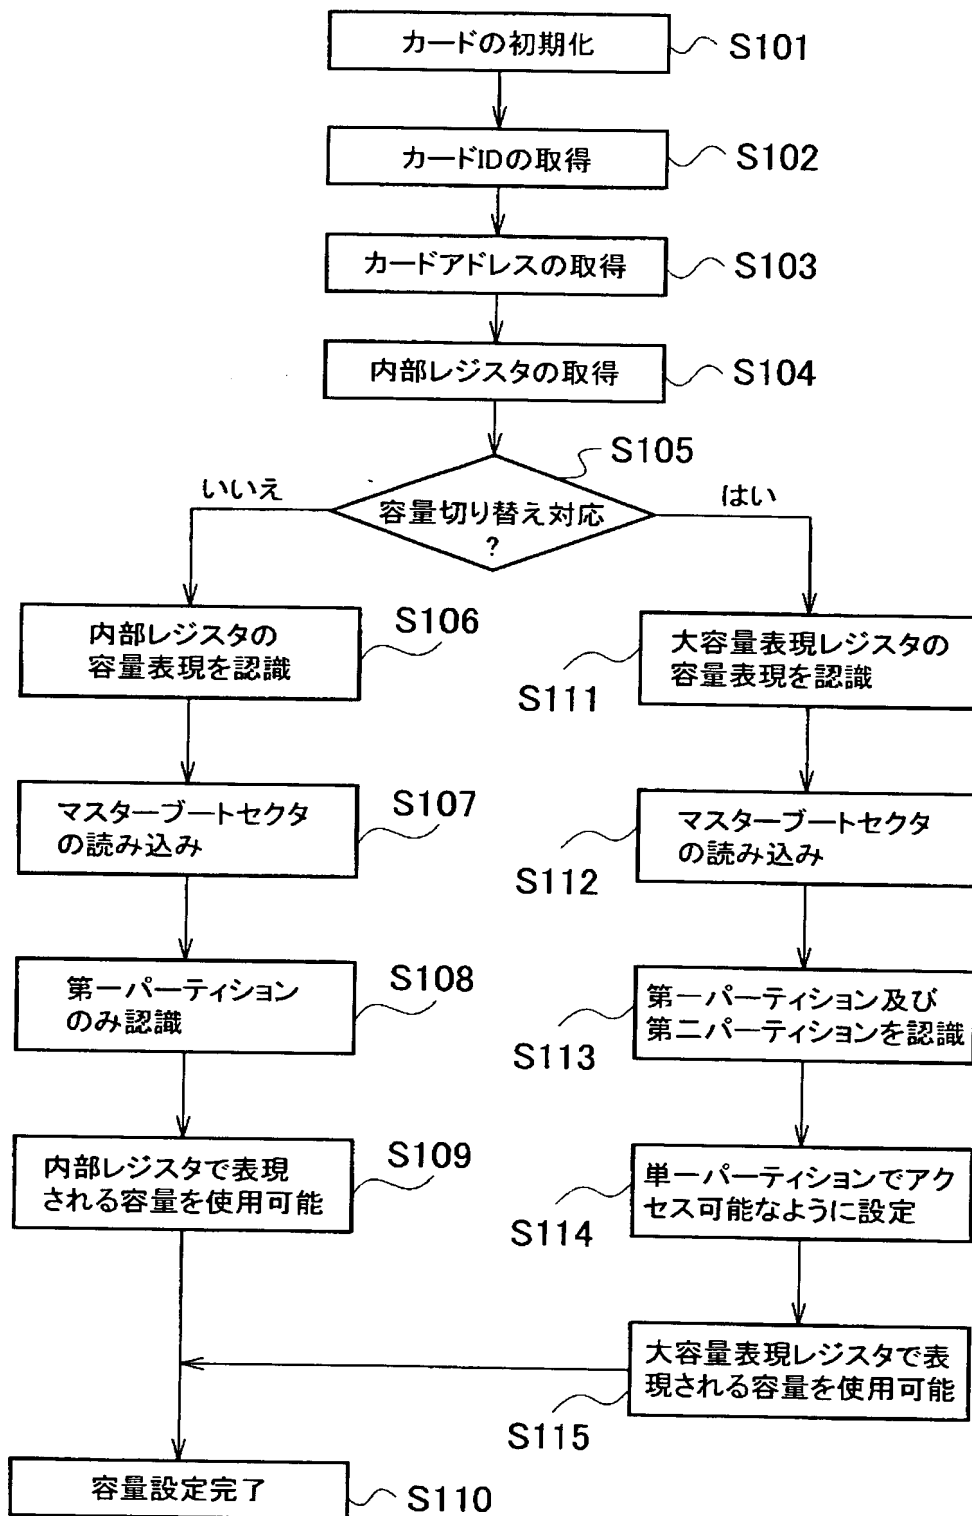 カードの初期化
S101
カードIDの取得
S102
カードアドレスの取得
S103
内部レジスタの取得
S104
S105
容量切り替え対応
?
いいえ
はい
内部レジスタの
容量表現を認識
S106
マスターブートセクタ
の読み込み
S107
第一パーティション
のみ認識
S108
内部レジスタで表現
される容量を使用可能
S109
大容量表現レジスタの
容量表現を認識
S111
マスターブートセクタ
の読み込み
S112
第一パーティション及び
第二パーティションを認識
S113
単一パーティションでアク
セス可能なように設定
S114
大容量表現レジスタで表
現される容量を使用可能
S115
容量設定完了
S110